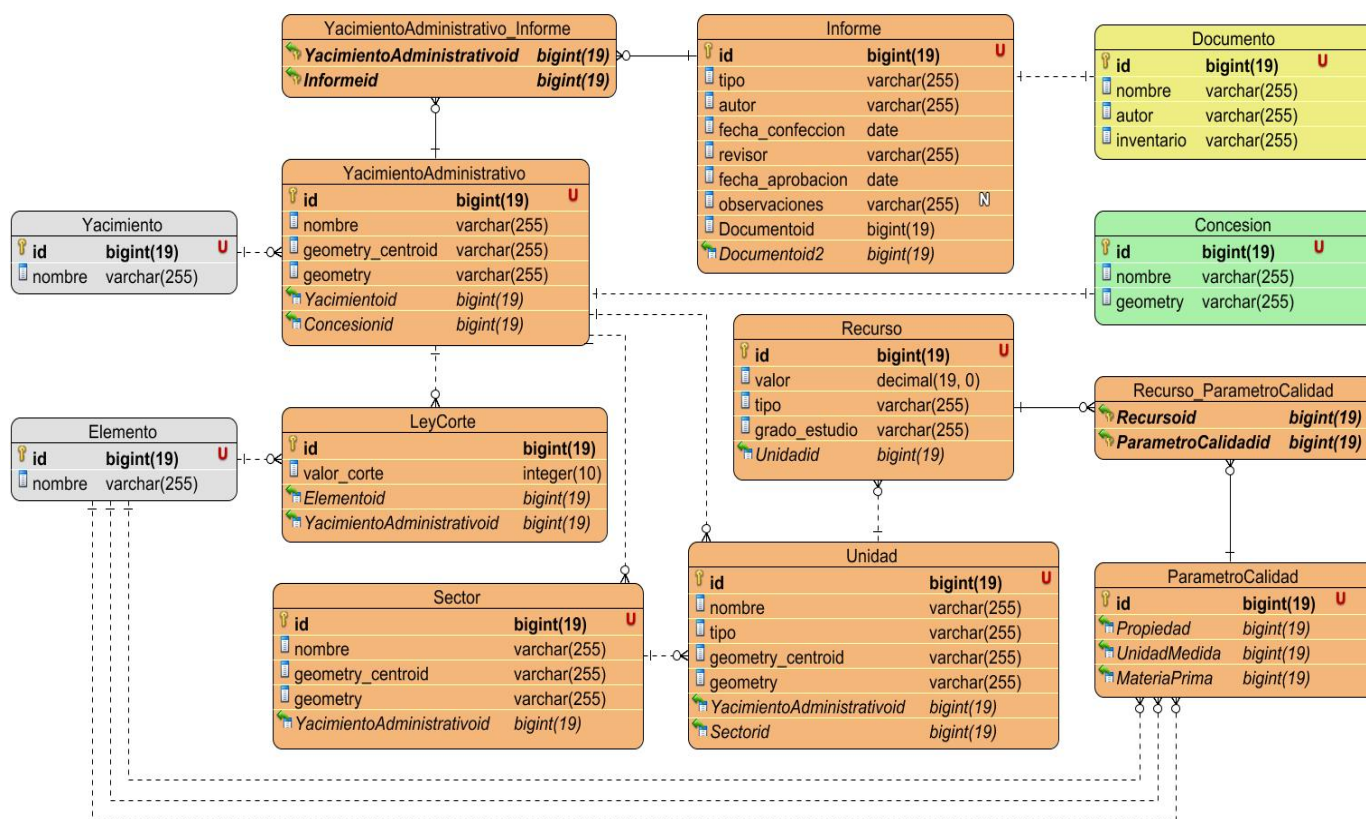 YacimientoAdministrativo_Informe
YacimientoAdministrativoid bigint(19)
Informeid bigint(19)
Informe
id bigint(19) U
tipo varchar(255)
autor varchar(255)
fecha_confeccion date
revisor varchar(255)
fecha_aprobacion date
observaciones varchar(255) N
Documentoid bigint(19)
Documentoid2 bigint(19)
Documento
id bigint(19) U
nombre varchar(255)
autor varchar(255)
inventario varchar(255)
Yacimiento
id bigint(19) U
nombre varchar(255)
YacimientoAdministrativo
id bigint(19) U
nombre varchar(255)
geometry_centroid varchar(255)
geometry varchar(255)
Yacimientoid bigint(19)
Concesionid bigint(19)
Concesion
id bigint(19) U
nombre varchar(255)
geometry varchar(255)
Recurso
id bigint(19) U
valor decimal(19, 0)
tipo varchar(255)
grado_estudio varchar(255)
Unidadid bigint(19)
Recurso_ParametroCalidad
Recursoid bigint(19)
ParametroCalidadid bigint(19)
Elemento
id bigint(19) U
nombre varchar(255)
LeyCorte
id bigint(19)
valor_corte integer(10)
Elementoid bigint(19)
YacimientoAdministrativoid bigint(19)
Sector
id bigint(19) U
nombre varchar(255)
geometry_centroid varchar(255)
geometry varchar(255)
YacimientoAdministrativoid bigint(19)
Unidad
id bigint(19) U
nombre varchar(255)
tipo varchar(255)
geometry_centroid varchar(255)
geometry varchar(255)
YacimientoAdministrativoid bigint(19)
Sectorid bigint(19)
ParametroCalidad
id bigint(19) U
Propiedad bigint(19)
UnidadMedida bigint(19)
MateriaPrima bigint(19)